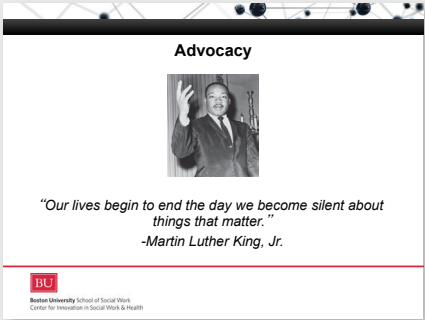 Advocacy
“Our lives begin to end the day we become silent about
things that matter.”
-Martin Luther King, Jr.
BU
Boston University School of Social Work
Center for Innovation in Social Work & Health